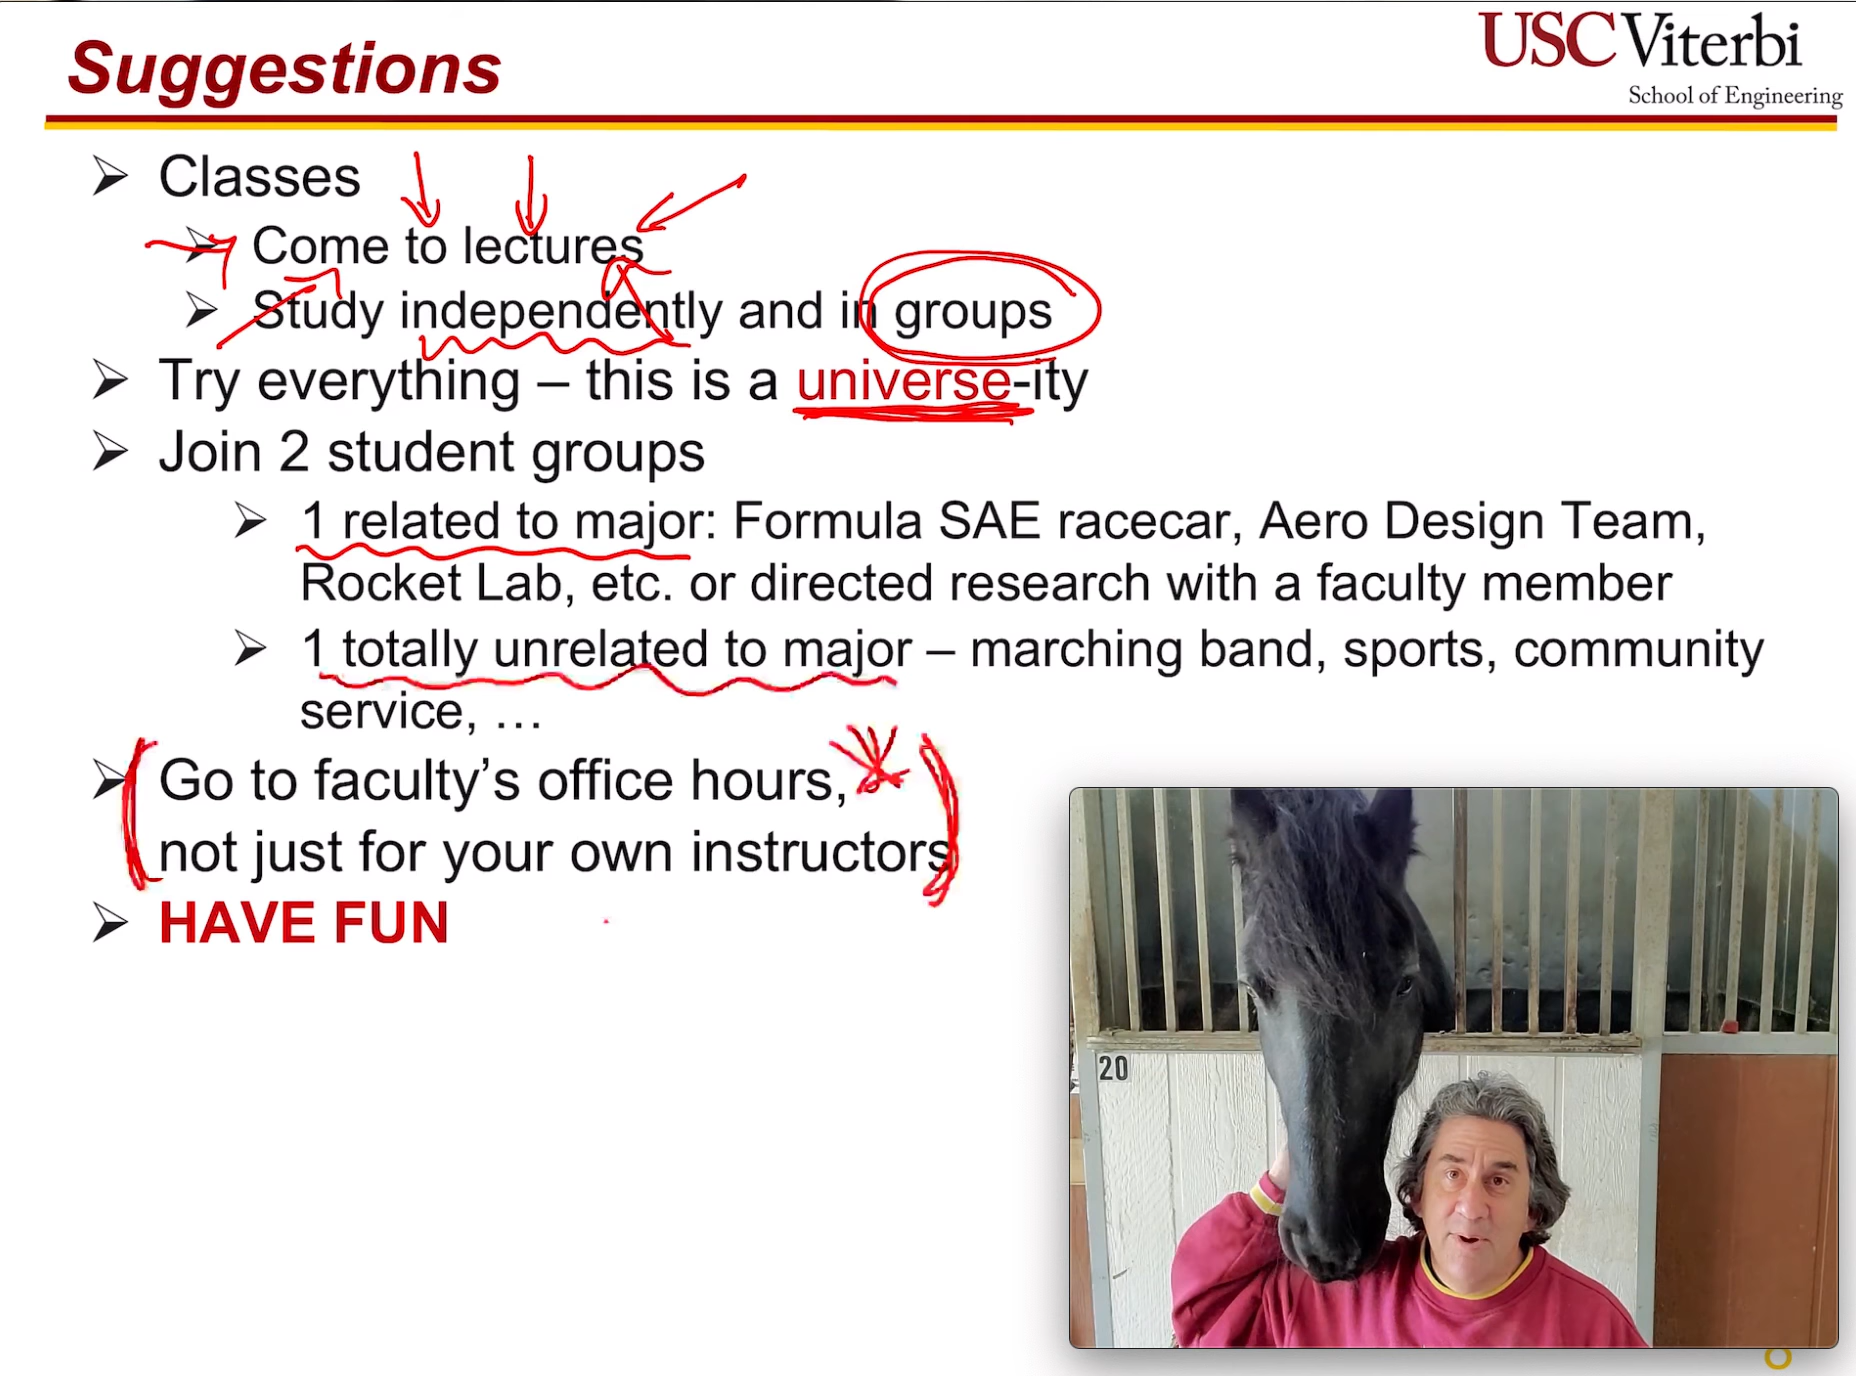 Suggestions
USC Viterbi
School of Engineering
➢ Classes
➢ Come to lectures
➢ Study independently and in groups
➢ Try everything – this is a universe-ity
➢ Join 2 student groups
➢ 1 related to major: Formula SAE racecar, Aero Design Team,
Rocket Lab, etc. or directed research with a faculty member
➢ 1 totally unrelated to major – marching band, sports, community
service, …
➢ Go to faculty’s office hours,
not just for your own instructors
➢ HAVE FUN
20